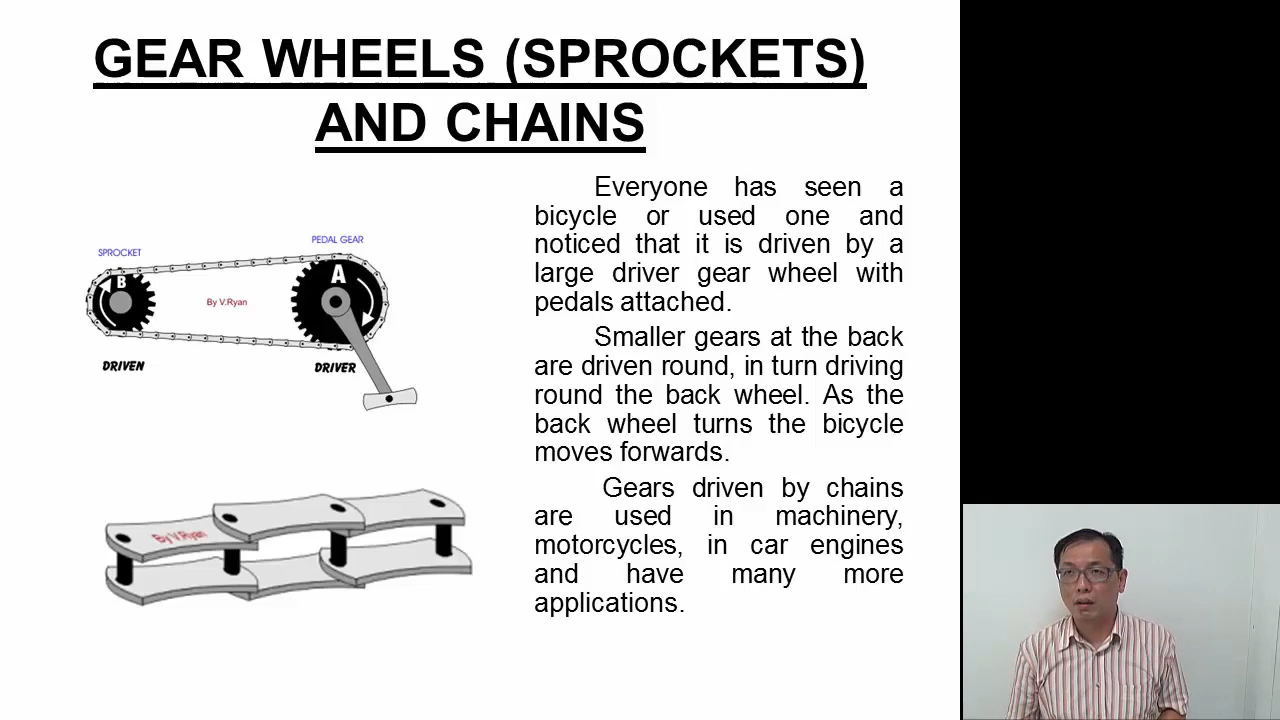 GEAR WHEELS (SPROCKETS)
AND CHAINS
SPROCKET
PEDAL GEAR
B
A
By V.Ryan
DRIVEN
DRIVER
By V.Ryan
Everyone has seen a
bicycle or used one and
noticed that it is driven by a
large driver gear wheel with
pedals attached.
Smaller gears at the back
are driven round, in turn driving
round the back wheel. As the
back wheel turns the bicycle
moves forwards.
Gears driven by chains
are used in machinery,
motorcycles, in car engines
and have many more
applications.